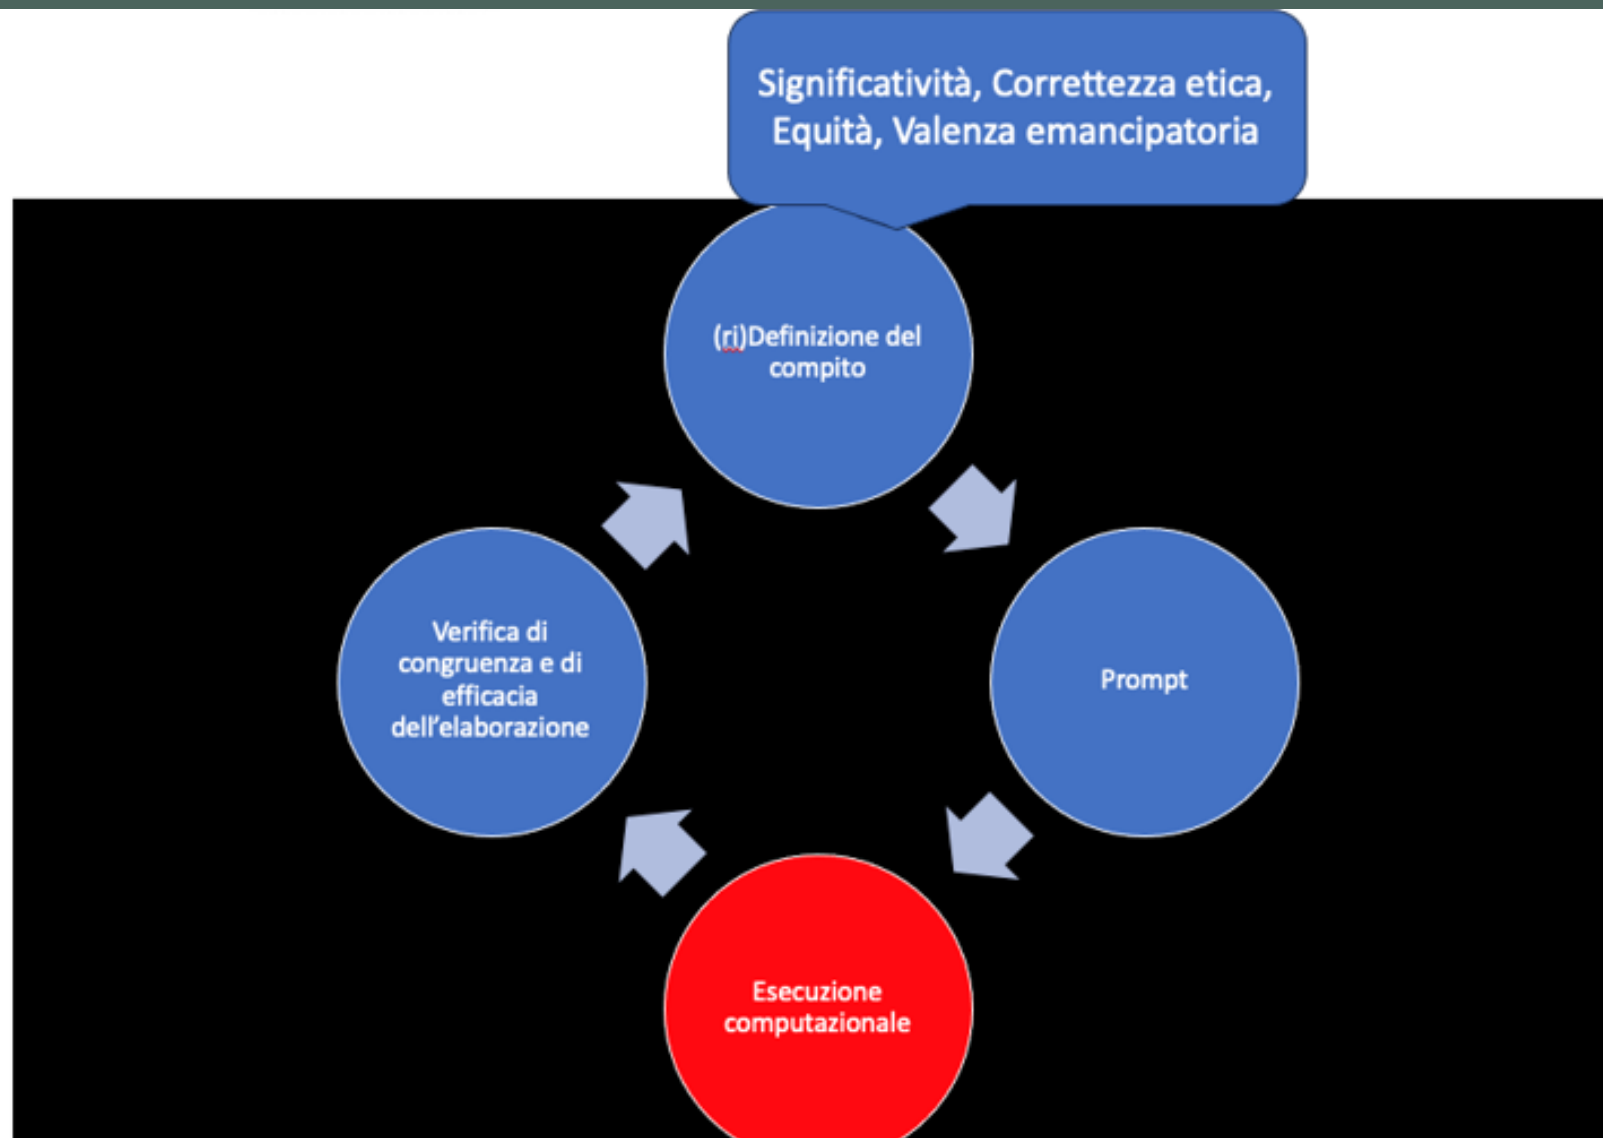 Significatività, Correttezza etica,
Equità, Valenza emancipatoria
(ri)Definizione del
compito
Prompt
Esecuzione
computazionale
Verifica di
congruenza e di
efficacia
dell’elaborazione